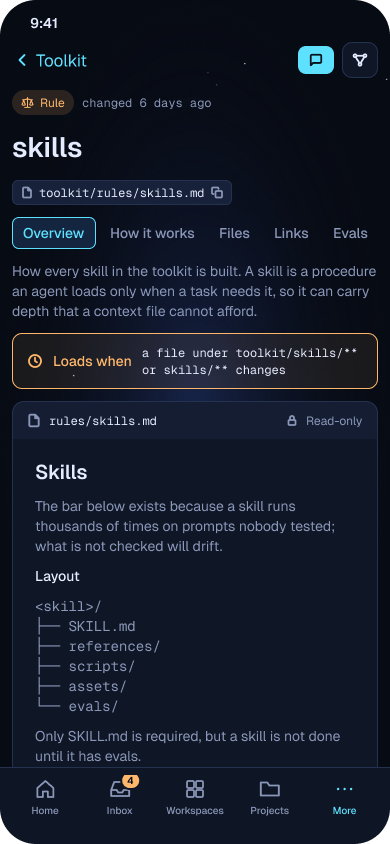 9:41
Toolkit
Rule
changed 6 days ago
skills
toolkit/rules/skills.md
Overview
How it works
Files
Links
Evals
How every skill in the toolkit is built. A skill is a procedure
an agent loads only when a task needs it, so it can carry
depth that a context file cannot afford.
Loads when
a file under toolkit/skills/**
or skills/** changes
rules/skills.md
Read-only
Skills
The bar below exists because a skill runs
thousands of times on prompts nobody tested;
what is not checked will drift.
Layout
<skill>/
├── SKILL.md
├── references/
├── scripts/
├── assets/
└── evals/
Only SKILL.md is required, but a skill is not done
until it has evals.
4
Home
Inbox
Workspaces
Projects
More